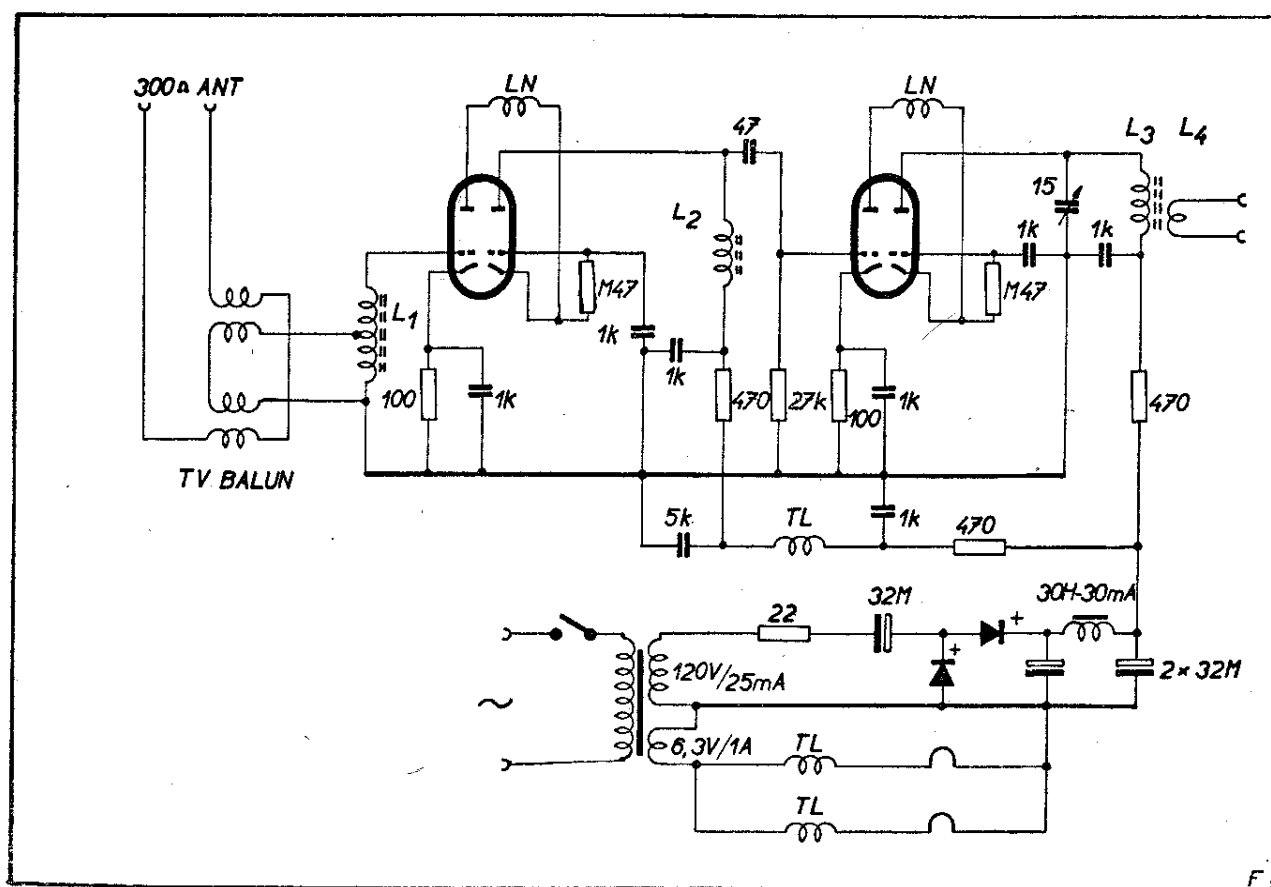 300Ω ANT
LN
LN
47
L3 L4
15
L2
1k
1k
M47
M47
L1
1k
1k
100
1k
470
27k
100
1k
470
TV BALUN
5k
TL
1k
470
32M
30H-30mA
22
+
+
120V/25mA
2×32M
~
6,3V/1A
TL
TL
F